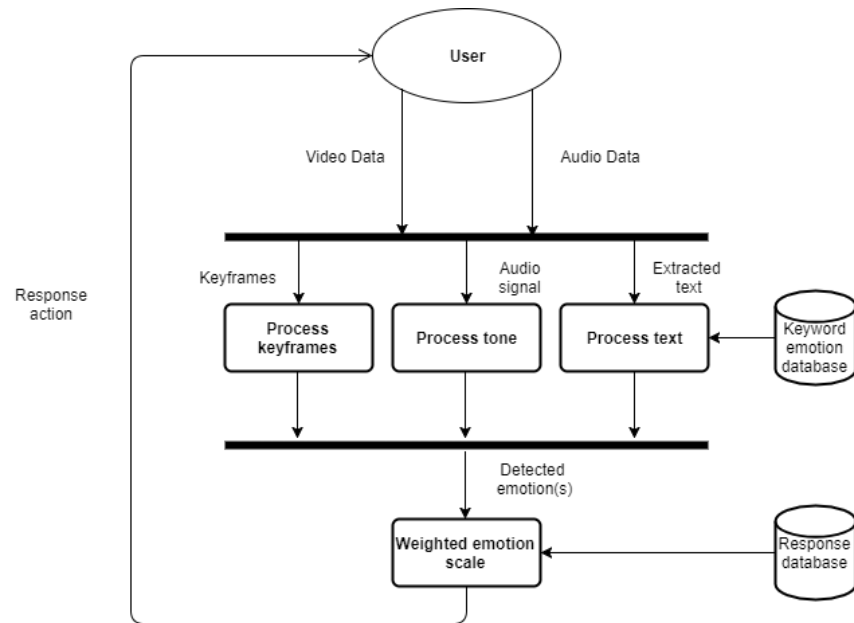 User
Video Data
Audio Data
Keyframes
Audio
signal
Extracted
text
Response
action
Process
keyframes
Process tone
Process text
Keyword
emotion
database
Detected
emotion(s)
Weighted emotion
scale
Response
database